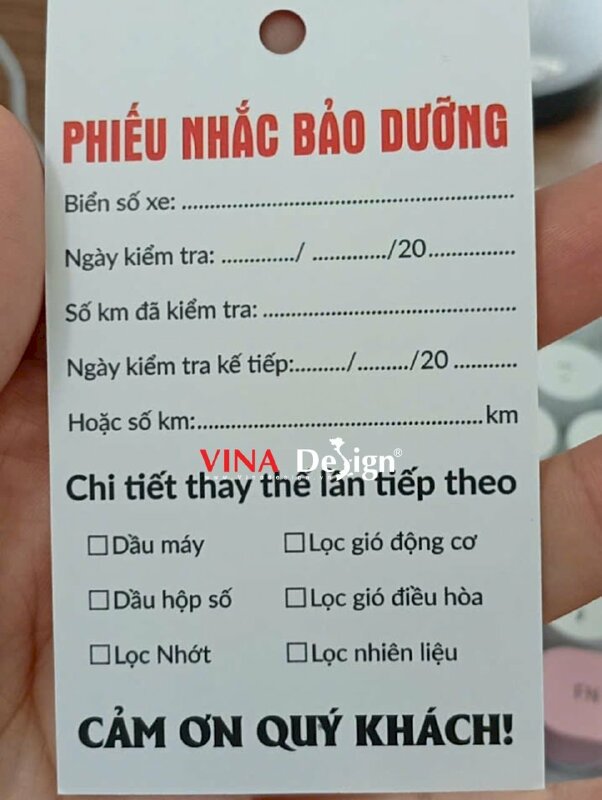 PHIẾU NHẮC BẢO DƯỠNG
Biển số xe: ..........................................................
Ngày kiểm tra: ............./ ............./20................
Số km đã kiểm tra: .............................................
Ngày kiểm tra kế tiếp:........./........./20 ............
Hoặc số km:....................................................km
VINA Design®
Chi tiết thay thế lần tiếp theo
☐Dầu máy ☐Lọc gió động cơ
☐Dầu hộp số ☐Lọc gió điều hòa
☐Lọc Nhớt ☐Lọc nhiên liệu
CẢM ƠN QUÝ KHÁCH!
FN